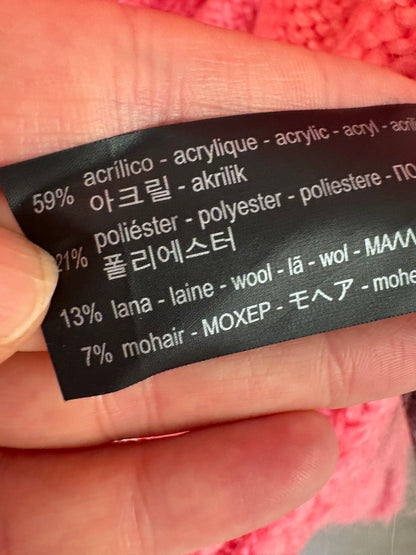 59% acrílico - acrylique - acrylic - acryl -
아크릴 - akrilik
21% poliéster - polyester - poliestere -
폴리에스터
13% lana - laine - wool - lã - wol -
7% mohair - MOXEP - モヘア -